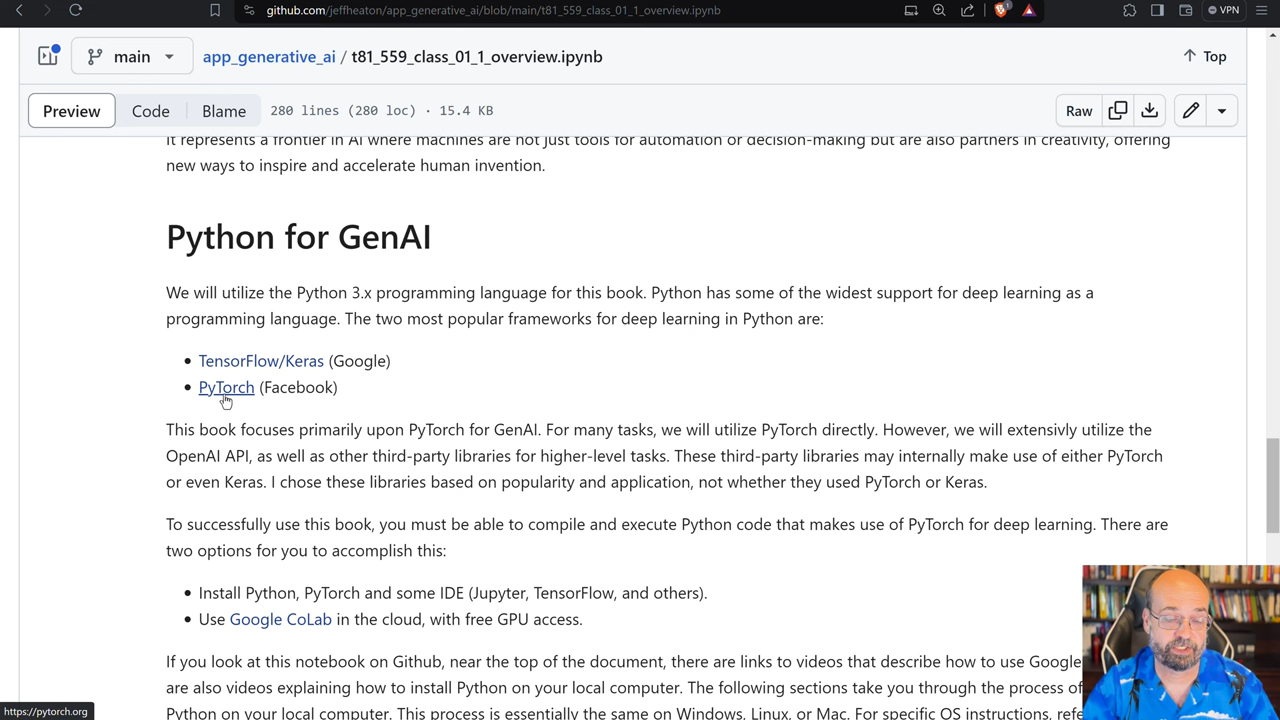 github.com/jeffheaton/app_generative_ai/blob/main/t81_559_class_01_1_overview.ipynb
VPN
main
app_generative_ai / t81_559_class_01_1_overview.ipynb
Top
Preview
Code
Blame
280 lines (280 loc) · 15.4 KB
Raw
It represents a frontier in AI where machines are not just tools for automation or decision-making but are also partners in creativity, offering
new ways to inspire and accelerate human invention.
Python for GenAI
We will utilize the Python 3.x programming language for this book. Python has some of the widest support for deep learning as a
programming language. The two most popular frameworks for deep learning in Python are:
• TensorFlow/Keras (Google)
• PyTorch (Facebook)
This book focuses primarily upon PyTorch for GenAI. For many tasks, we will utilize PyTorch directly. However, we will extensivly utilize the
OpenAI API, as well as other third-party libraries for higher-level tasks. These third-party libraries may internally make use of either PyTorch
or even Keras. I chose these libraries based on popularity and application, not whether they used PyTorch or Keras.
To successfully use this book, you must be able to compile and execute Python code that makes use of PyTorch for deep learning. There are
two options for you to accomplish this:
• Install Python, PyTorch and some IDE (Jupyter, TensorFlow, and others).
• Use Google CoLab in the cloud, with free GPU access.
If you look at this notebook on Github, near the top of the document, there are links to videos that describe how to use Google
are also videos explaining how to install Python on your local computer. The following sections take you through the process of
Python on your local computer. This process is essentially the same on Windows, Linux, or Mac. For specific OS instructions, refe
https://pytorch.org